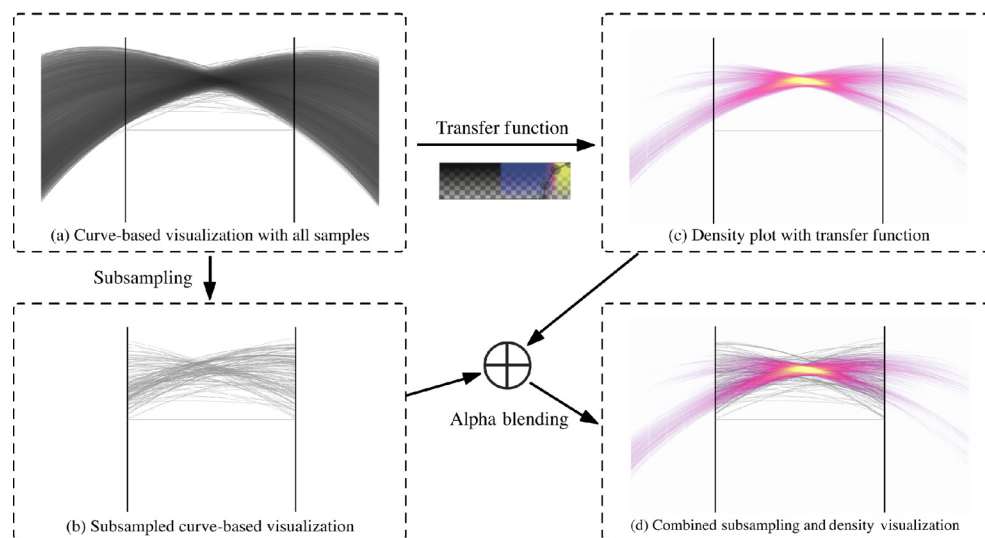 (a) Curve-based visualization with all samples
Transfer function
(c) Density plot with transfer function
Subsampling
(b) Subsampled curve-based visualization
Alpha blending
(d) Combined subsampling and density visualization